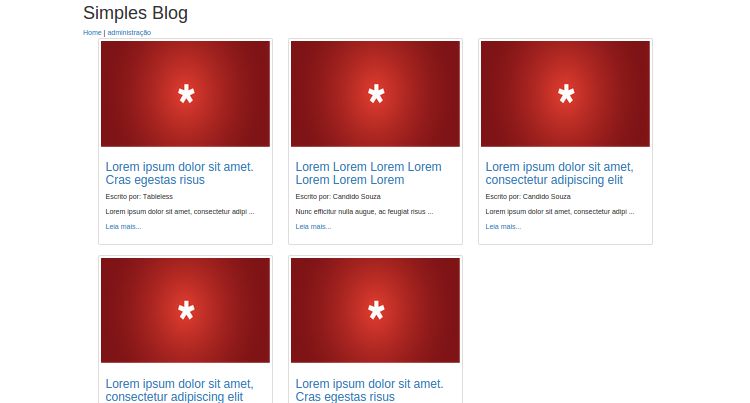 Simples Blog
Home | administração
*
*
*
Lorem ipsum dolor sit amet.
Cras egestas risus
Escrito por: Tableless
Lorem ipsum dolor sit amet, consectetur adipi ...
Leia mais...
Lorem Lorem Lorem Lorem
Lorem Lorem Lorem
Escrito por: Candido Souza
Nunc efficitur nulla augue, ac feugiat risus ...
Leia mais...
Lorem ipsum dolor sit amet,
consectetur adipiscing elit
Escrito por: Candido Souza
Lorem ipsum dolor sit amet, consectetur adipi ...
Leia mais...
*
*
Lorem ipsum dolor sit amet,
consectetur adipiscing elit
Lorem ipsum dolor sit amet.
Cras egestas risus